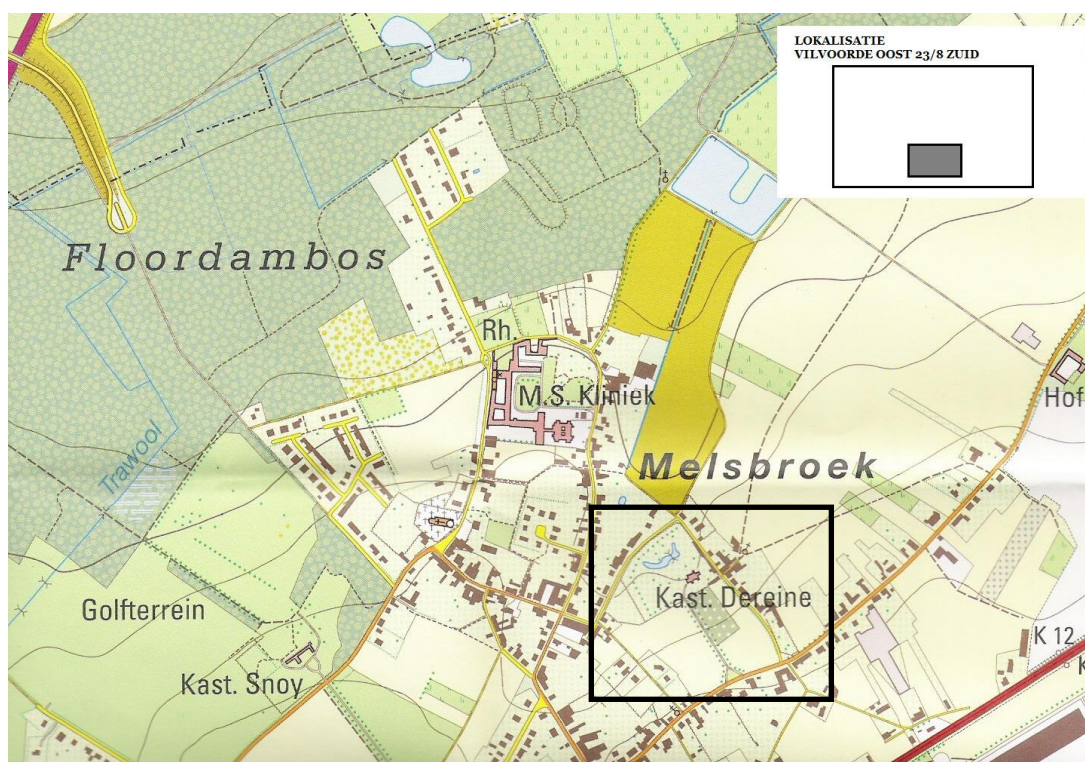 LOKALISATIE
VILVOORDE OOST 23/8 ZUID
Floordambos
Rh.
M.S. Kliniek
Hof
Trawool
Melsbroek
Golfterrein
Kast. Dereine
K 12
K
Kast. Snoy